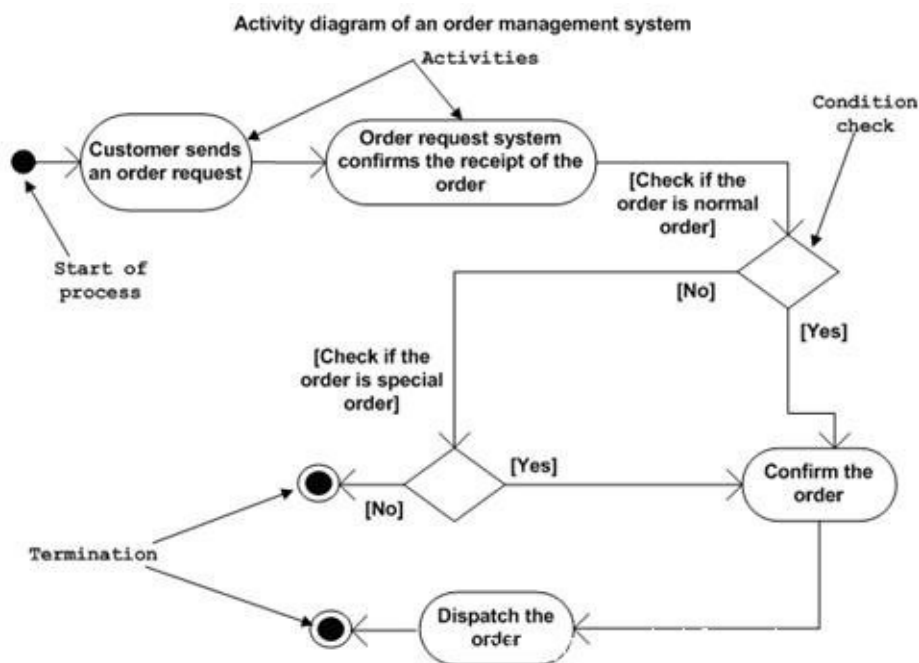 Activity diagram of an order management system
Activities
Condition
check
Customer sends
an order request
Order request system
confirms the receipt of the
order
[Check if the
order is normal
order]
Start of
process
[No]
[Yes]
[Check if the
order is special
order]
[Yes]
[No]
Confirm the
order
Termination
Dispatch the
order